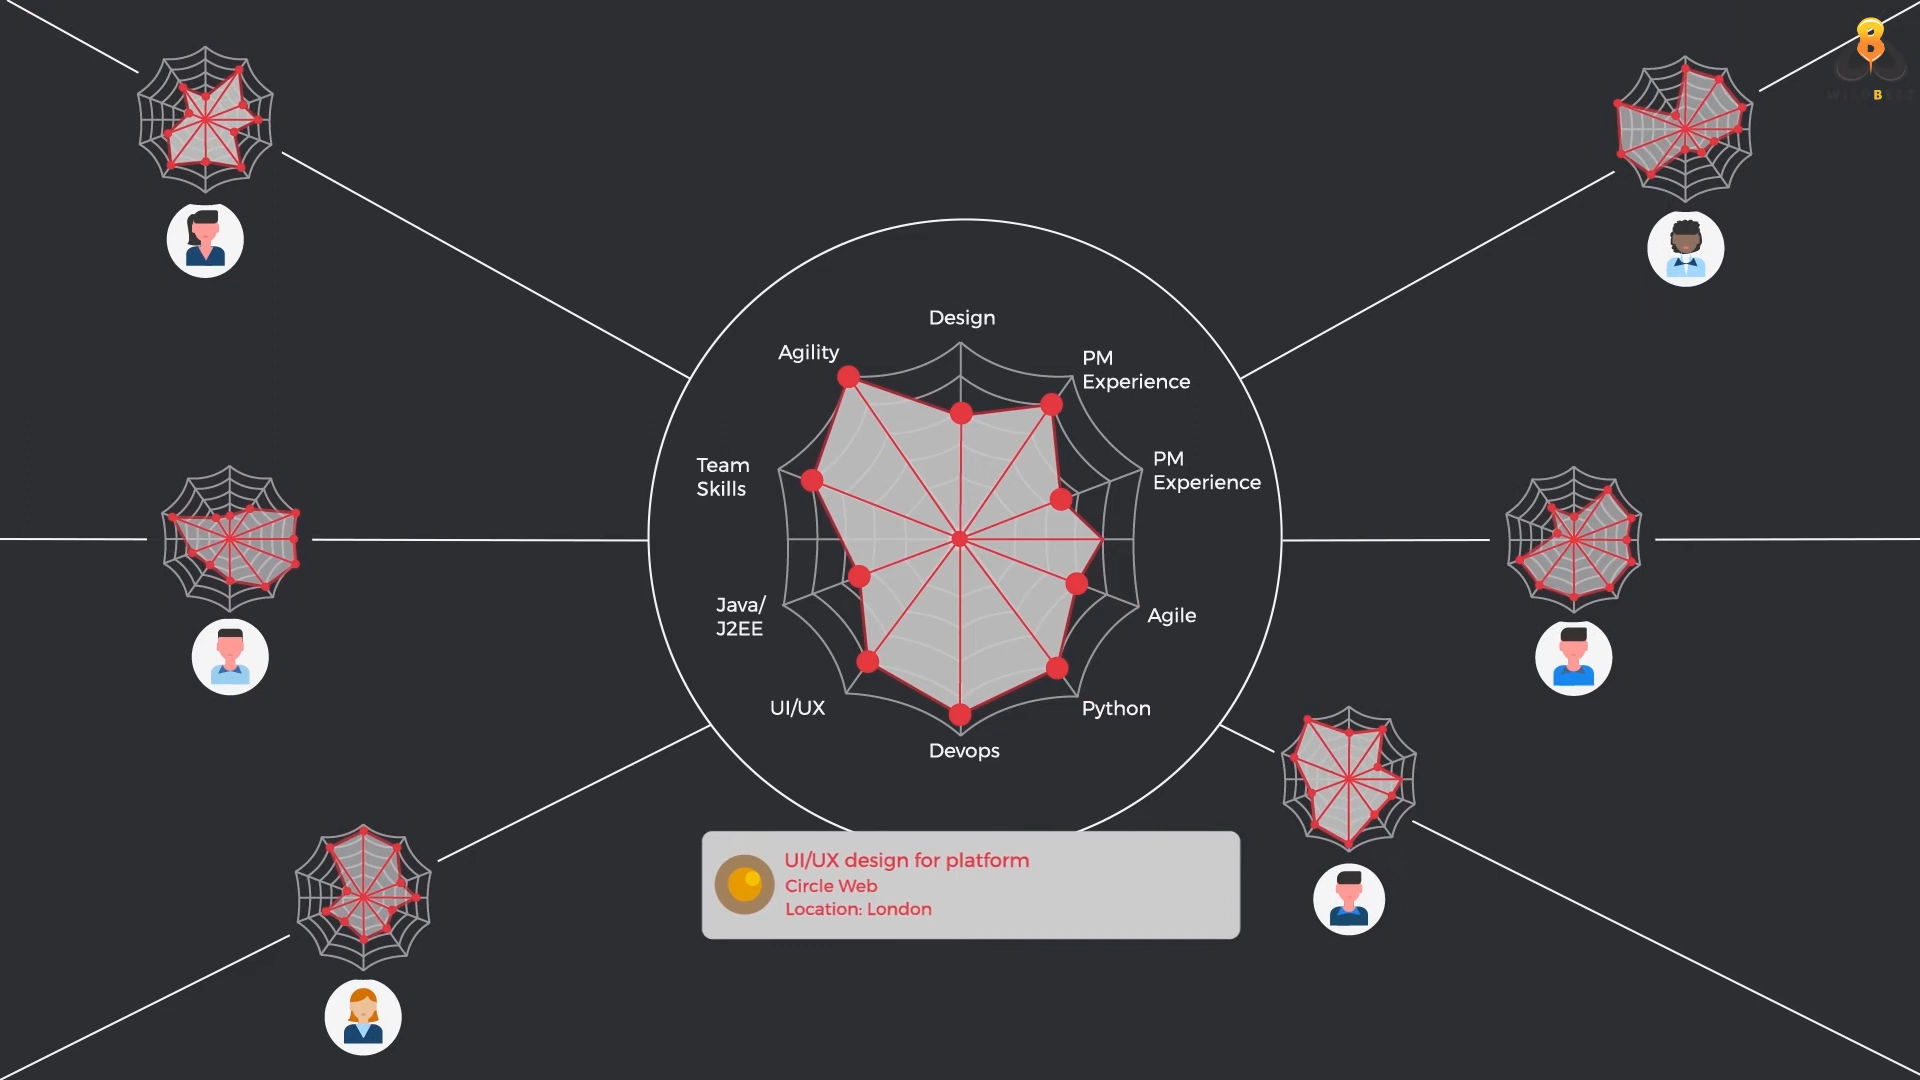 Design
Agility
PM
Experience
Team
Skills
PM
Experience
Java/
J2EE
Agile
UI/UX
Python
Devops
UI/UX design for platform
Circle Web
Location: London